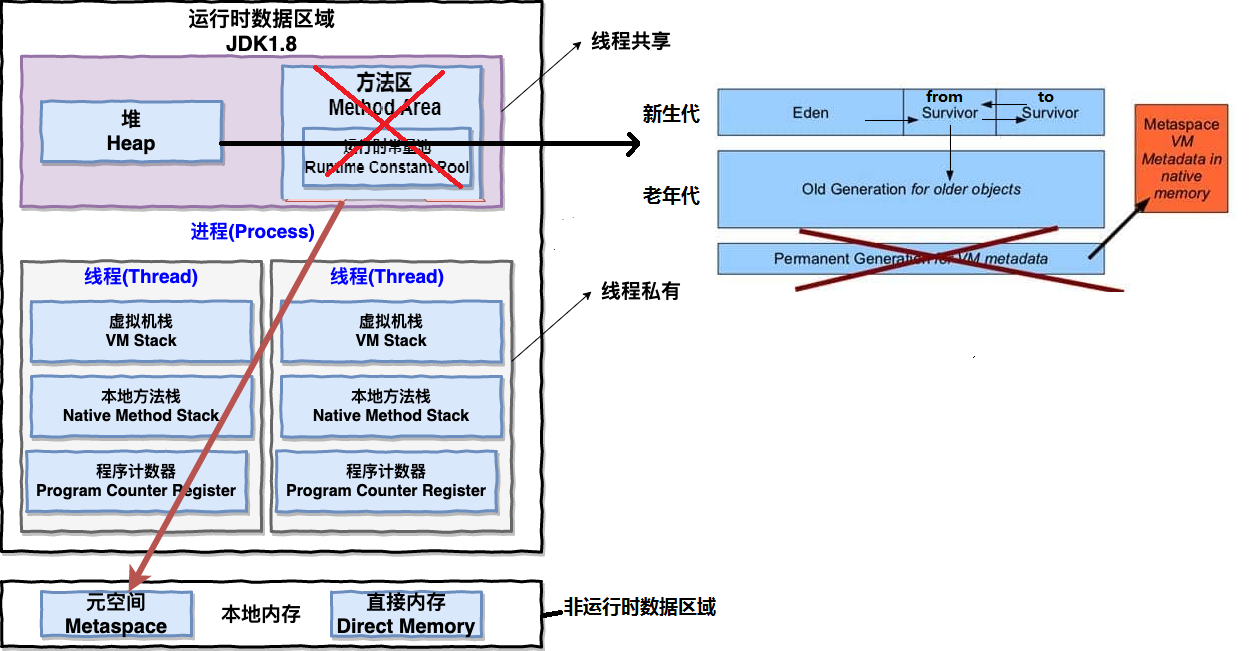 运行时数据区域
JDK1.8
线程共享
堆
Heap
方法区
Method Area
运行时常量池
Runtime Constant Pool
进程(Process)
线程(Thread)
虚拟机栈
VM Stack
本地方法栈
Native Method Stack
程序计数器
Program Counter Register
线程(Thread)
虚拟机栈
VM Stack
本地方法栈
Native Method Stack
程序计数器
Program Counter Register
线程私有
元空间
Metaspace
本地内存
直接内存
Direct Memory
非运行时数据区域
新生代
Eden
from
Survivor
to
Survivor
老年代
Old Generation for older objects
Permanent Generation for VM metadata
Metaspace
VM
Metadata in
native
memory